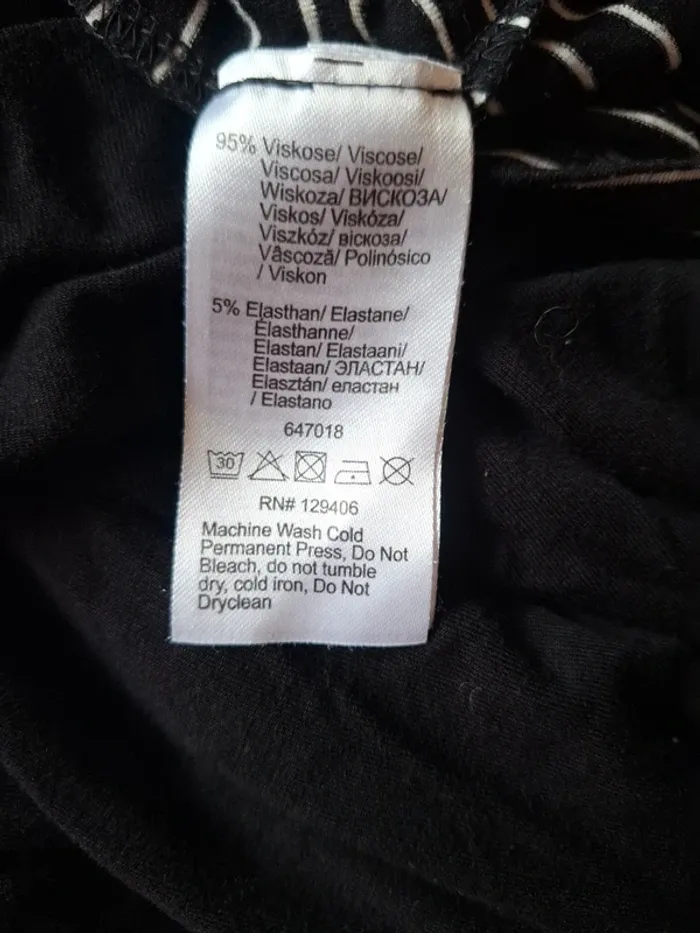 95% Viskose/ Viscose/
Viscosa/ Viskoosi/
Wiskoza/ ВИСКОЗА/
Viskos/ Viskóza/
Viszkóz/ віскоза/
Vâscoză/ Polinósico
/ Viskon
5% Elasthan/ Elastane/
Élasthanne/
Elastan/ Elastaani/
Elastaan/ ЭЛАСТАН/
Elasztán/ еластан
/ Elastano
647018
30
RN# 129406
Machine Wash Cold
Permanent Press, Do Not
Bleach, do not tumble
dry, cold iron, Do Not
Dryclean